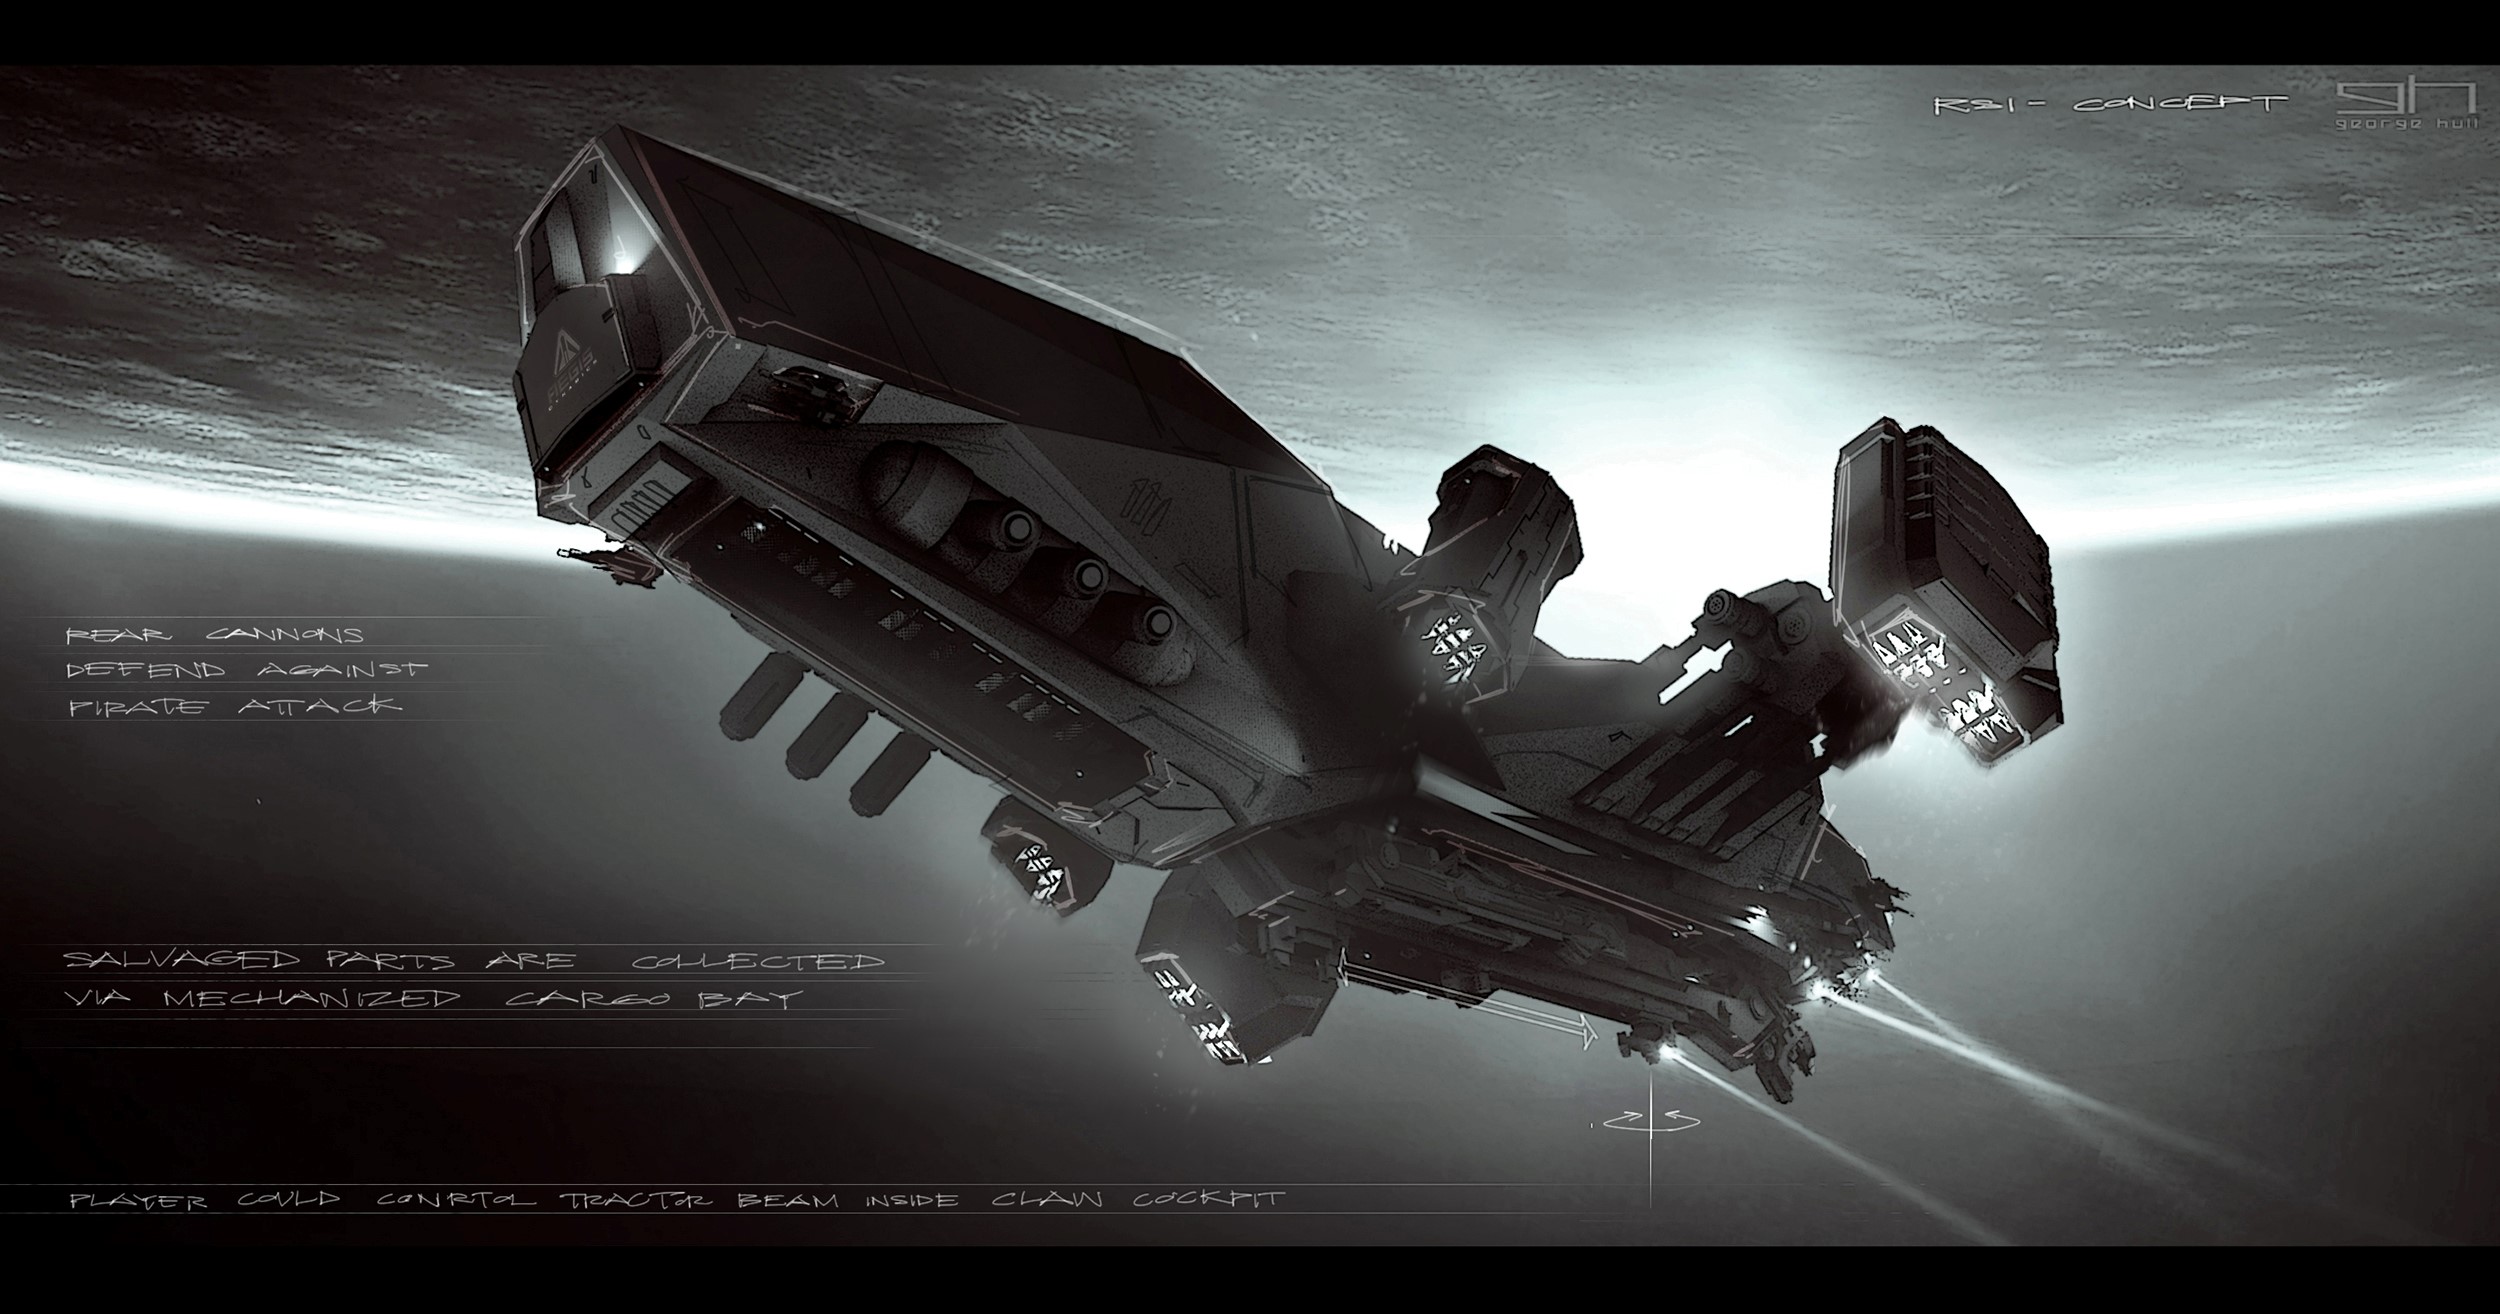 RSI - CONCEPT
gh
george hull
AEGIS
REAR CANNONS
DEFEND AGAINST
PIRATE ATTACK
SALVAGED PARTS ARE COLLECTED
VIA MECHANIZED CARGO BAY
PLAYER COULD CONRTOL TRACTOR BEAM INSIDE CLAW COCKPIT